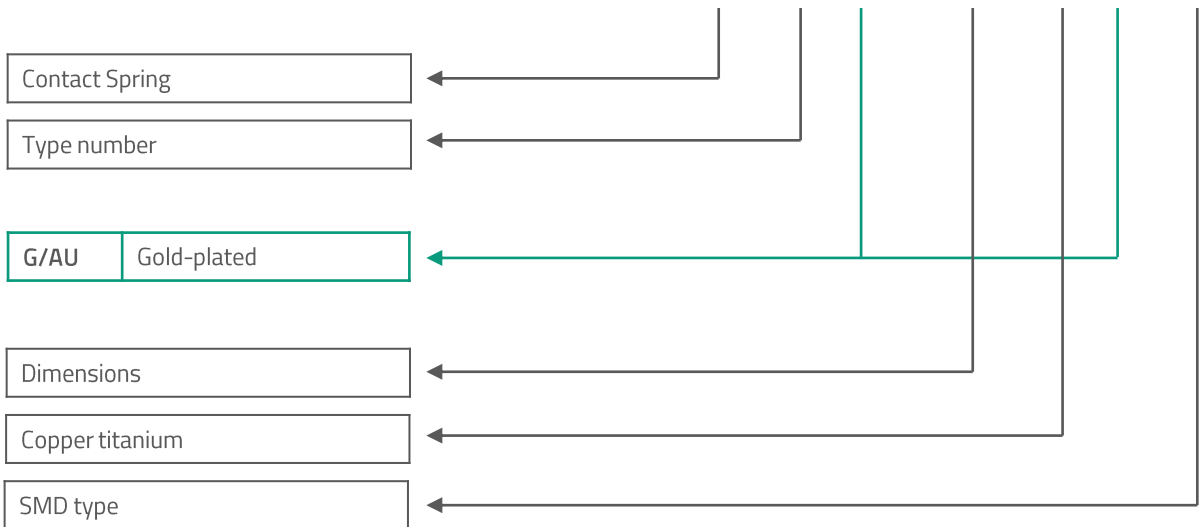 Contact Spring
Type number
G/AU Gold-plated
Dimensions
Copper titanium
SMD type